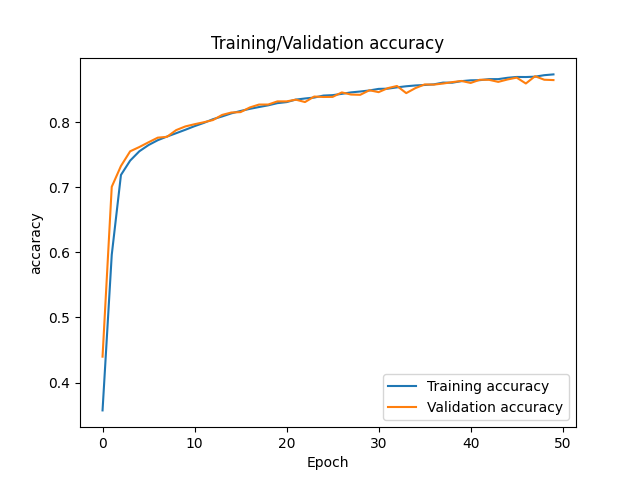 Training/Validation accuracy
accaracy
0.8
0.7
0.6
0.5
0.4
0 10 20 30 40 50
Epoch
Training accuracy
Validation accuracy